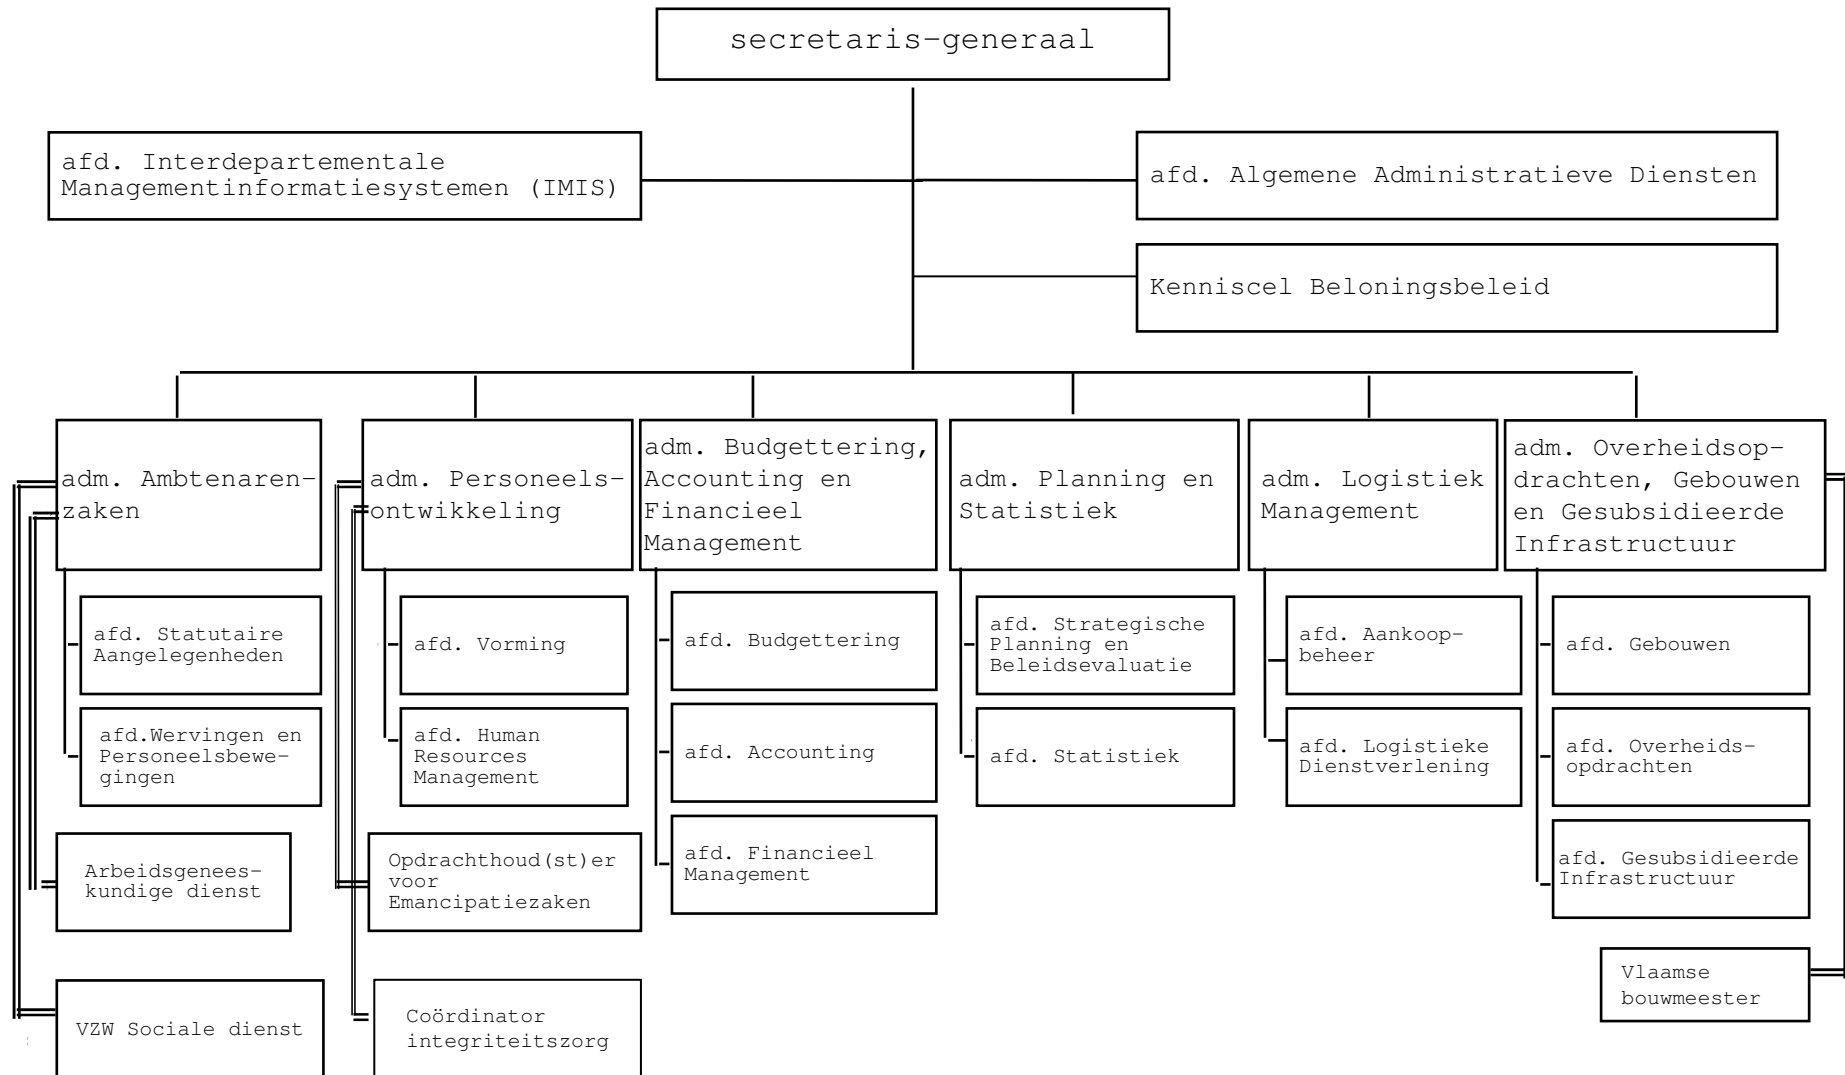 secretaris-generaal
afd. Interdepartementale
Managementinformatiesystemen (IMIS)
afd. Algemene Administratieve Diensten
Kenniscel Beloningsbeleid
adm. Ambtenaren-
zaken
adm. Personeels-
ontwikkeling
adm. Budgettering,
Accounting en
Financieel
Management
adm. Planning en
Statistiek
adm. Logistiek
Management
adm. Overheidsop-
drachten, Gebouwen
en Gesubsidieerde
Infrastructuur
afd. Statutaire
Aangelegenheden
afd. Vorming
afd. Budgettering
afd. Strategische
Planning en
Beleidsevaluatie
afd. Aankoop-
beheer
afd. Gebouwen
afd.Wervingen en
Personeelsbewe-
gingen
afd. Human
Resources
Management
afd. Accounting
afd. Statistiek
afd. Logistieke
Dienstverlening
afd. Overheids-
opdrachten
Arbeidsgenees-
kundige dienst
Opdrachthoud(st)er
voor
Emancipatiezaken
afd. Financieel
Management
afd. Gesubsidieerde
Infrastructuur
VZW Sociale dienst
Coördinator
integriteitszorg
Vlaamse
bouwmeester